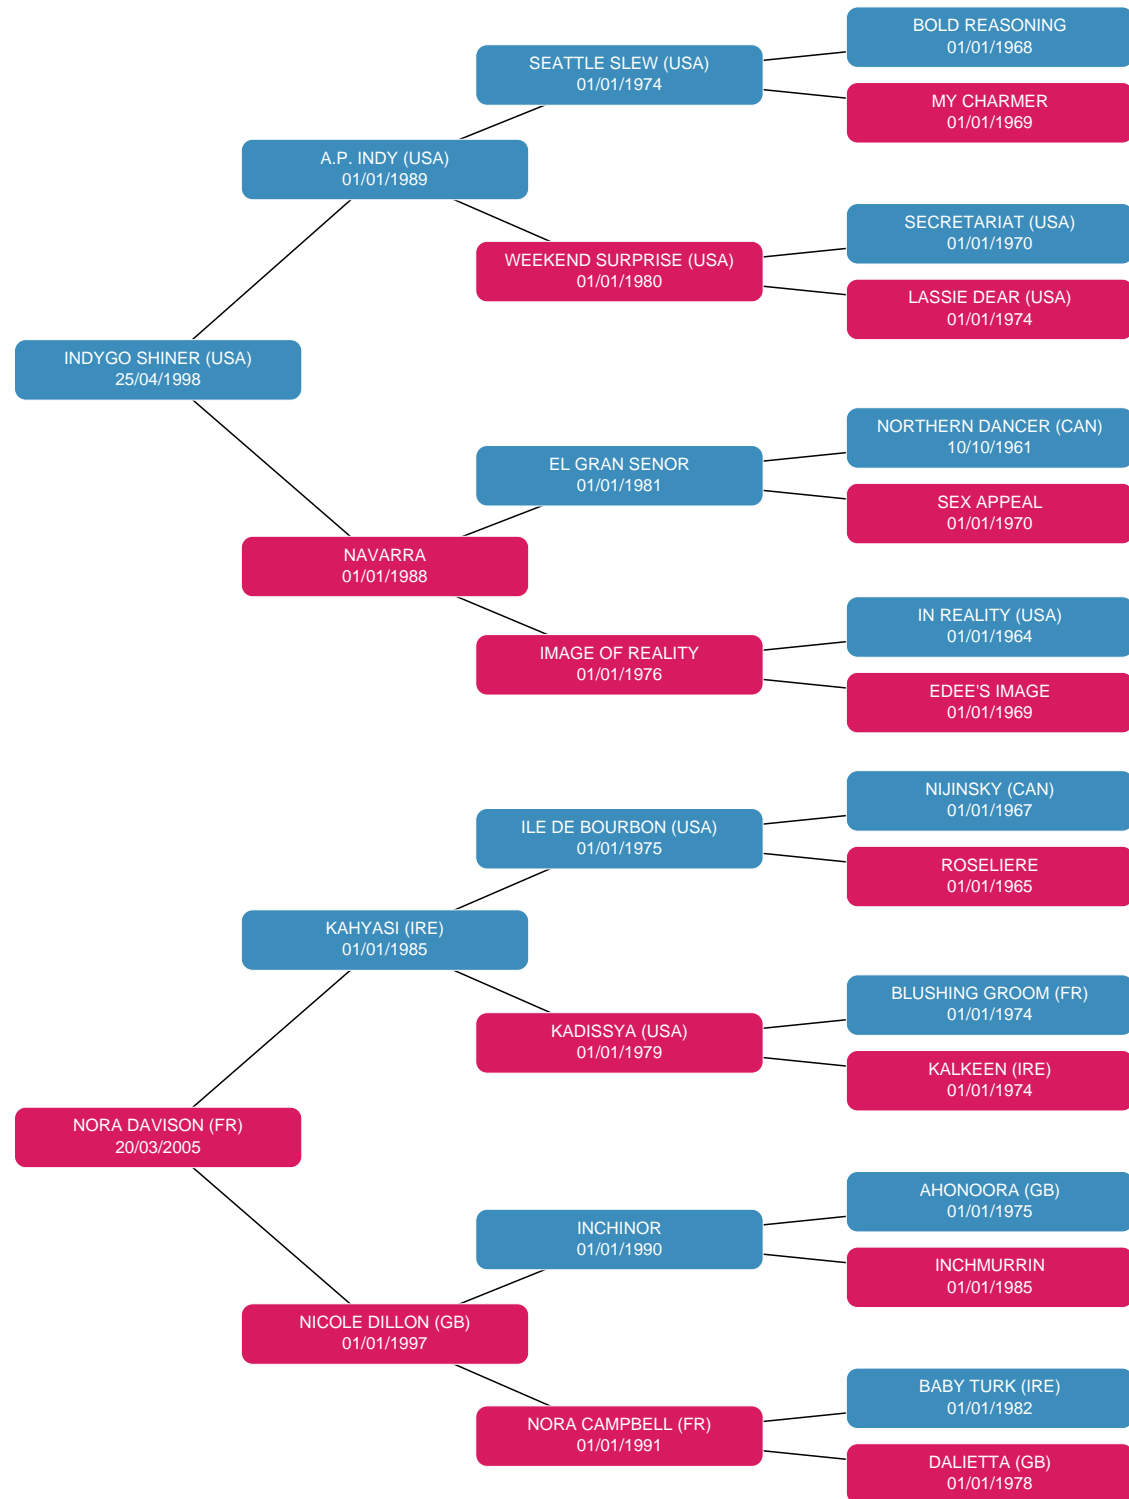 BOLD REASONING
01/01/1968
SEATTLE SLEW (USA)
01/01/1974
MY CHARMER
01/01/1969
A.P. INDY (USA)
01/01/1989
SECRETARIAT (USA)
01/01/1970
WEEKEND SURPRISE (USA)
01/01/1980
LASSIE DEAR (USA)
01/01/1974
INDYGO SHINER (USA)
25/04/1998
NORTHERN DANCER (CAN)
10/10/1961
EL GRAN SENOR
01/01/1981
SEX APPEAL
01/01/1970
NAVARRA
01/01/1988
IN REALITY (USA)
01/01/1964
IMAGE OF REALITY
01/01/1976
EDEE'S IMAGE
01/01/1969
NIJINSKY (CAN)
01/01/1967
ILE DE BOURBON (USA)
01/01/1975
ROSELIERE
01/01/1965
KAHYASI (IRE)
01/01/1985
BLUSHING GROOM (FR)
01/01/1974
KADISSYA (USA)
01/01/1979
KALKEEN (IRE)
01/01/1974
NORA DAVISON (FR)
20/03/2005
AHONOORA (GB)
01/01/1975
INCHINOR
01/01/1990
INCHMURRIN
01/01/1985
NICOLE DILLON (GB)
01/01/1997
BABY TURK (IRE)
01/01/1982
NORA CAMPBELL (FR)
01/01/1991
DALIETTA (GB)
01/01/1978